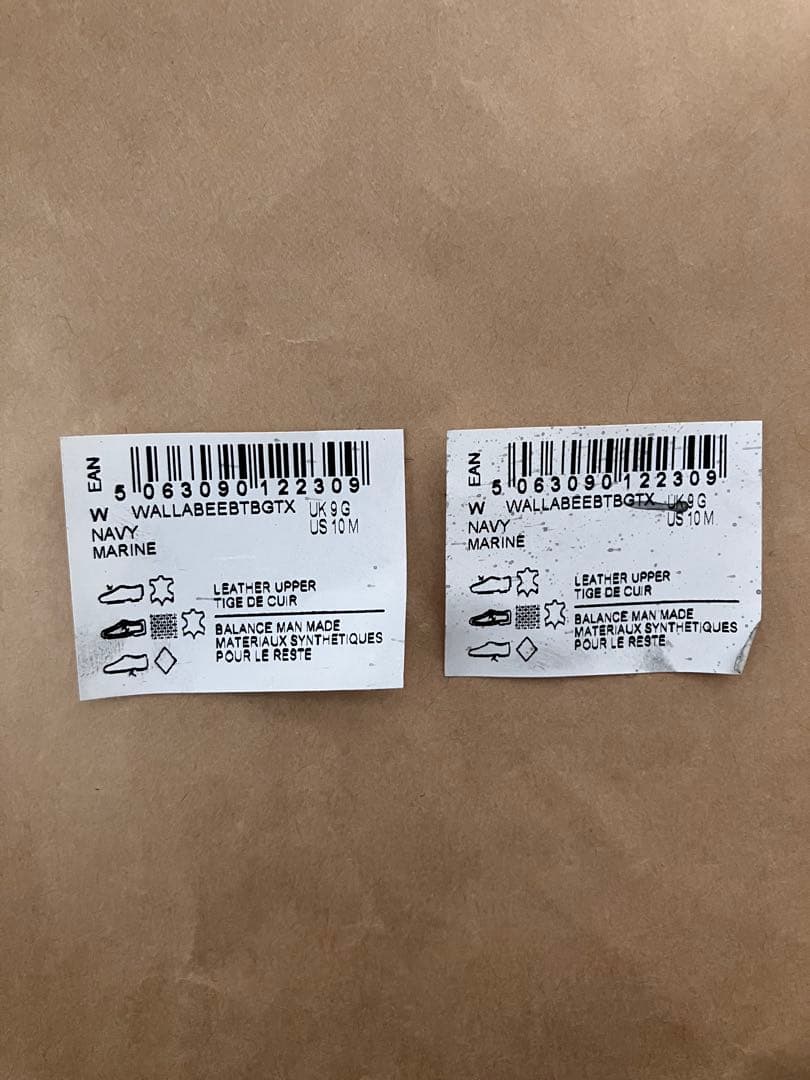 EAN
5 063090 122309
W WALLABEEBTBGTX UK 9 G
NAVY US 10 M
MARINE
LEATHER UPPER
TIGE DE CUIR
BALANCE MAN MADE
MATERIAUX SYNTHETIQUES
POUR LE RESTE
EAN
5 063090 122309
W WALLABEEBTBGTX UK 9 G
NAVY US 10 M
MARINE
LEATHER UPPER
TIGE DE CUIR
BALANCE MAN MADE
MATERIAUX SYNTHETIQUES
POUR LE RESTE